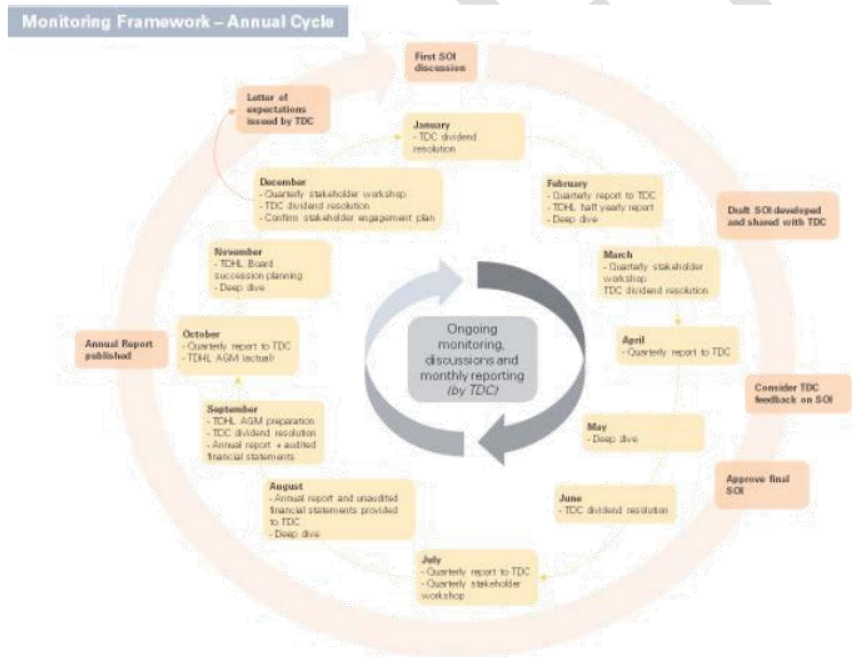 Monitoring Framework – Annual Cycle
First SOI
discussion
Letter of
expectations
issued by TDC
January
- TDC dividend
resolution
December
- Quarterly stakeholder workshop
- TDC dividend resolution
- Confirm stakeholder engagement plan
February
- Quarterly report to TDC
- TDHL half yearly report
- Deep dive
Draft SOI developed
and shared with TDC
November
- TDHL Board
succession planning
- Deep dive
March
- Quarterly stakeholder
workshop
TDC dividend resolution
Ongoing
monitoring,
discussions and
monthly reporting
(by TDC)
Annual Report
published
October
- Quarterly report to TDC
- TDHL AGM (actual)
April
- Quarterly report to TDC
Consider TDC
feedback on SOI
September
- TDHL AGM preparation
- TDC dividend resolution
- Annual report + audited
financial statements
May
- Deep dive
Approve final
SOI
August
- Annual report and unaudited
financial statements provided
to TDC
- Deep dive
June
- TDC dividend resolution
July
- Quarterly report to TDC
- Quarterly stakeholder
workshop